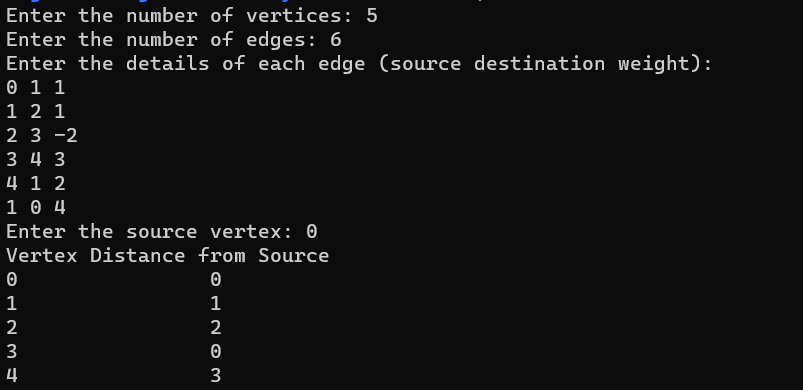 Enter the number of vertices: 5
Enter the number of edges: 6
Enter the details of each edge (source destination weight):
0 1 1
1 2 1
2 3 -2
3 4 3
4 1 2
1 0 4
Enter the source vertex: 0
Vertex Distance from Source
0                0
1                1
2                2
3                0
4                3